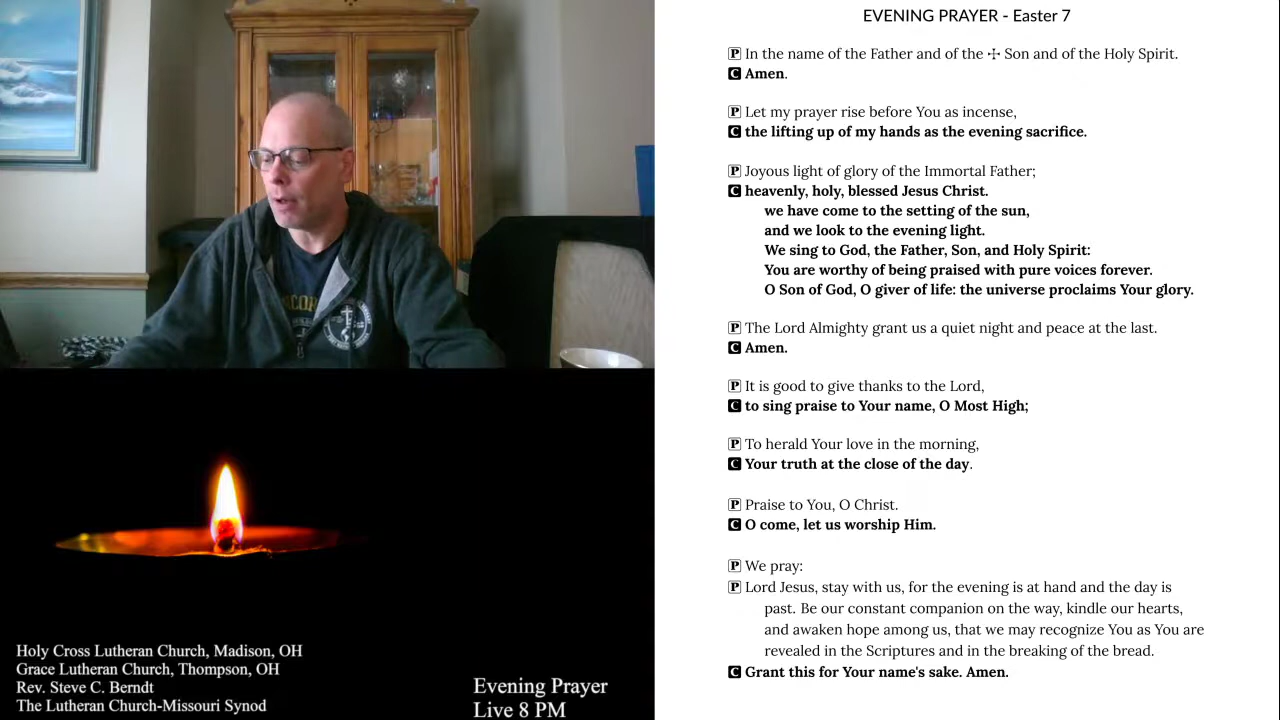 EVENING PRAYER - Easter 7
P In the name of the Father and of the ☩ Son and of the Holy Spirit.
C Amen.
P Let my prayer rise before You as incense,
C the lifting up of my hands as the evening sacrifice.
P Joyous light of glory of the Immortal Father;
C heavenly, holy, blessed Jesus Christ.
we have come to the setting of the sun,
and we look to the evening light.
We sing to God, the Father, Son, and Holy Spirit:
You are worthy of being praised with pure voices forever.
O Son of God, O giver of life: the universe proclaims Your glory.
P The Lord Almighty grant us a quiet night and peace at the last.
C Amen.
P It is good to give thanks to the Lord,
C to sing praise to Your name, O Most High;
P To herald Your love in the morning,
C Your truth at the close of the day.
P Praise to You, O Christ.
C O come, let us worship Him.
P We pray:
P Lord Jesus, stay with us, for the evening is at hand and the day is
past. Be our constant companion on the way, kindle our hearts,
and awaken hope among us, that we may recognize You as You are
revealed in the Scriptures and in the breaking of the bread.
C Grant this for Your name's sake. Amen.
Holy Cross Lutheran Church, Madison, OH
Grace Lutheran Church, Thompson, OH
Rev. Steve C. Berndt
The Lutheran Church-Missouri Synod
Evening Prayer
Live 8 PM